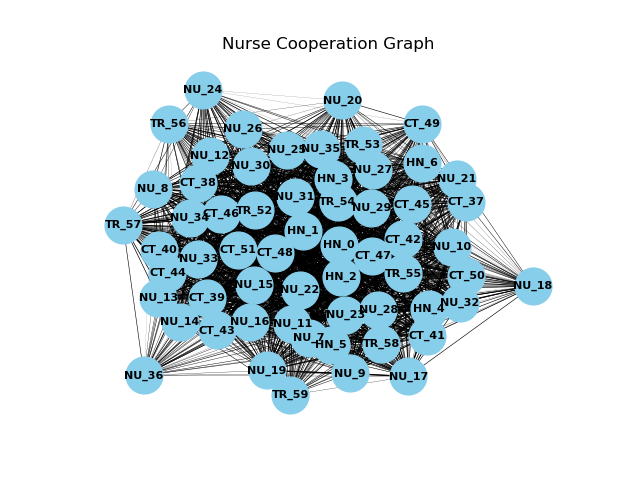 Nurse Cooperation Graph
NU_24
NU_20
TR_56
NU_26
CT_49
TR_53
NU_25
NU_35
NU_12
HN_6
NU_30
NU_27
HN_3
NU_21
CT_38
NU_8
NU_31
TR_54
CT_37
CT_45
NU_29
TR_52
CT_46
NU_34
TR_57
HN_1
CT_42
HN_0
NU_10
CT_40
CT_51
CT_48
CT_47
NU_33
CT_44
TR_55
CT_50
HN_2
NU_15
NU_18
NU_22
NU_13
CT_39
NU_32
NU_28
HN_4
NU_23
NU_14
NU_16
NU_11
CT_43
CT_41
NU_7
HN_5
TR_58
NU_19
NU_9
NU_36
NU_17
TR_59